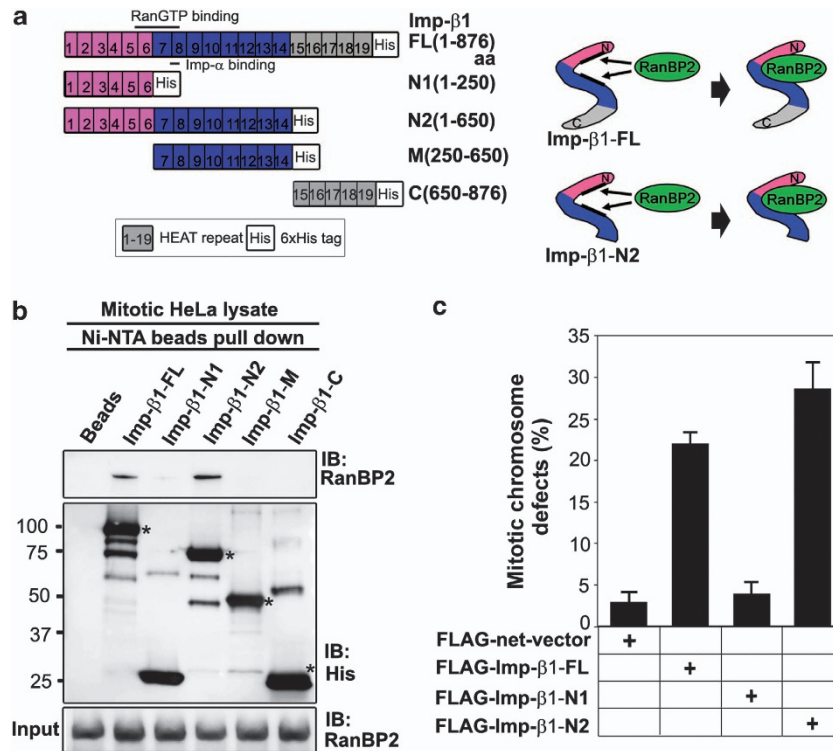 a
RanGTP binding
Imp-β1
1 2 3 4 5 6 7 8 9 10 11 12 13 14 15 16 17 18 19 His
FL(1-876)
aa
Imp-α binding
1 2 3 4 5 6 His
N1(1-250)
1 2 3 4 5 6 7 8 9 10 11 12 13 14 His
N2(1-650)
7 8 9 10 11 12 13 14 His
M(250-650)
15 16 17 18 19 His
C(650-876)
1-19 HEAT repeat His 6xHis tag
N RanBP2 N RanBP2
C C
Imp-β1-FL
N RanBP2 N RanBP2
Imp-β1-N2
b
Mitotic HeLa lysate
Ni-NTA beads pull down
Beads
Imp-β1-FL
Imp-β1-N1
Imp-β1-N2
Imp-β1-M
Imp-β1-C
IB:
RanBP2
100
75
50
37
25
*
*
*
*
IB:
His
Input
IB:
RanBP2
c
Mitotic chromosome
defects (%)
35
30
25
20
15
10
5
0
FLAG-net-vector +
FLAG-Imp-β1-FL +
FLAG-Imp-β1-N1 +
FLAG-Imp-β1-N2 +